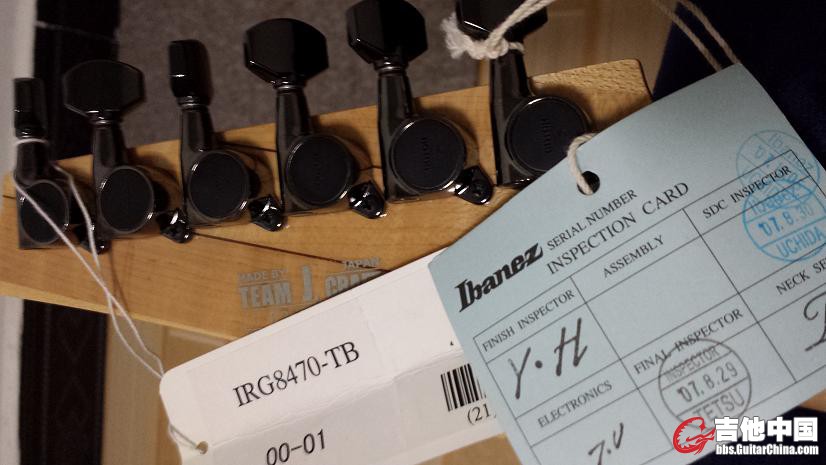 MADE BY
JAPAN
TEAM J. CRAFT
IRG8470-TB
00-01
(21
Ibanez
SERIAL NUMBER
INSPECTION CARD
FINISH INSPECTOR
ASSEMBLY
SDC INSPECTOR
Y·H
'07.8.30
UCHIDA
ELECTRONICS
FINAL INSPECTOR
NECK SE
INSPECTOR
'07.8.29
TETSU
吉他中国
bbs.GuitarChina.com